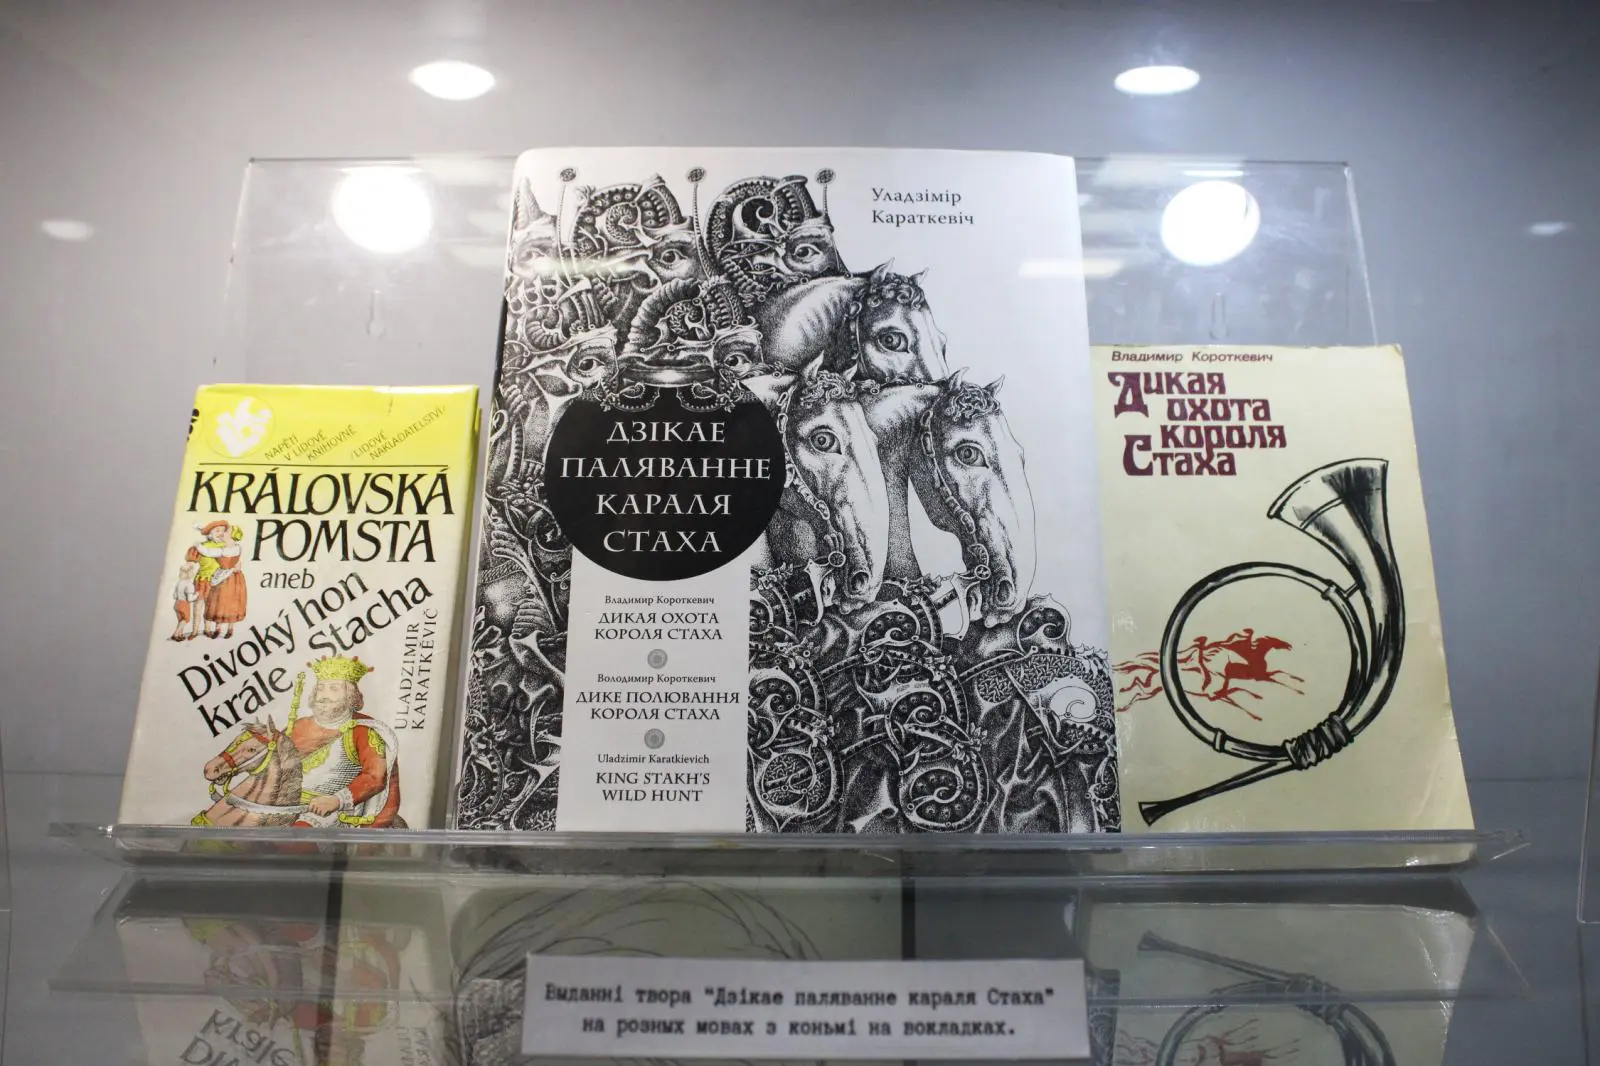 NAPĚTÍ
V LIDOVÉ
KNIHOVNĚ
/LIDOVÉ
NAKLADATELSTVÍ/
KRÁLOVSKÁ
POMSTA
aneb
Divoký hon
krále Stacha
ULADZIMIR
KARATKĚVIČ
Уладзімір
Караткевіч
ДЗІКАЕ
ПАЛЯВАННЕ
КАРАЛЯ
СТАХА
Владимир Короткевич
ДИКАЯ ОХОТА
КОРОЛЯ СТАХА
Володимир Короткевич
ДИКЕ ПОЛЮВАННЯ
КОРОЛЯ СТАХА
Uladzimir Karatkievich
KING STAKH'S
WILD HUNT
Владимир Короткевич
Дикая
охота
короля
Стаха
Выданні твора "Дзікае паляванне караля Стаха"
на розных мовах з коньмі на вокладках.